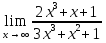 lim x→∞ (2x³+x+1)/(3x³+x²+1)